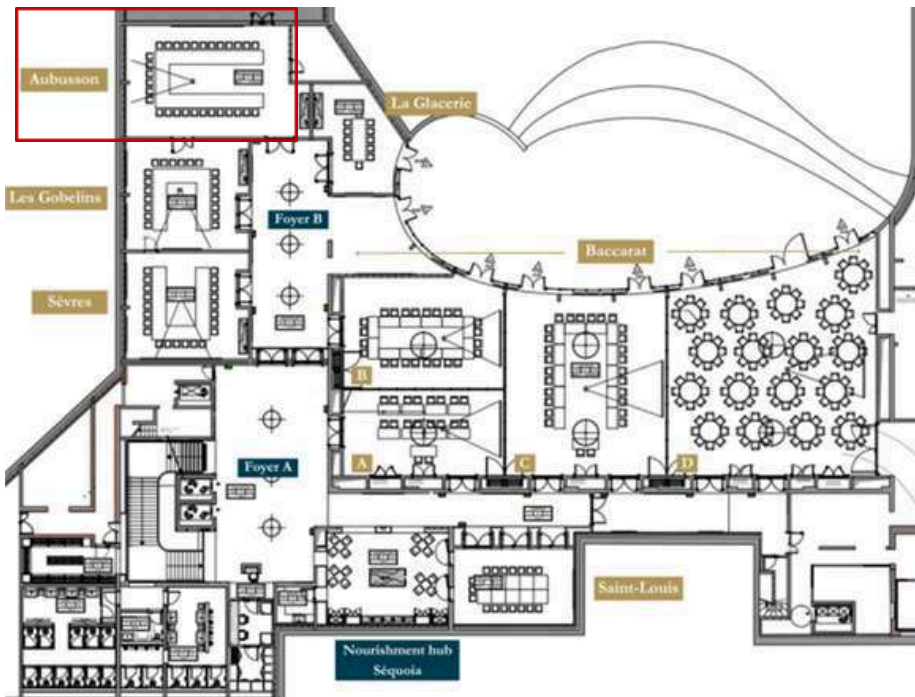 Aubusson
La Glacerie
Les Gobelins
Foyer B
Baccarat
Sèvres
B
A
C
D
Foyer A
Saint-Louis
Nourishment hub
Séquoia